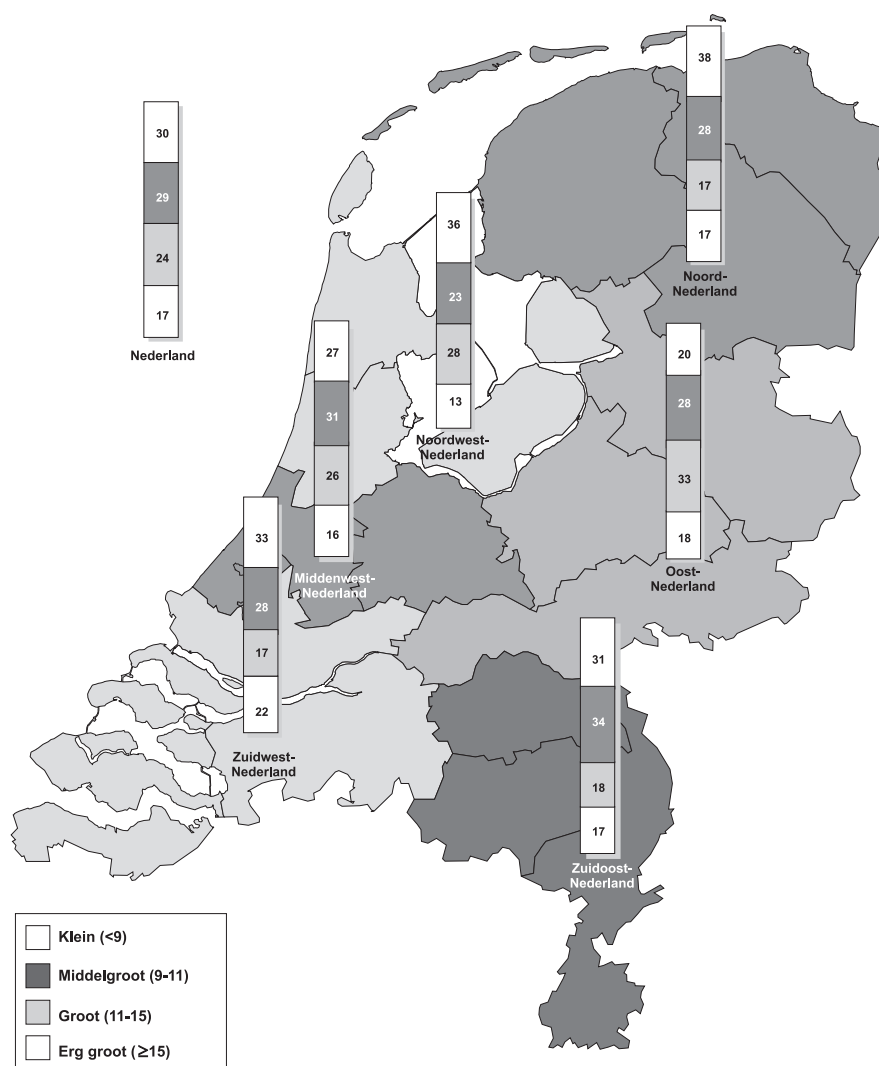 30
29
24
17
Nederland
38
28
17
17
Noord-
Nederland
36
23
28
13
Noordwest-
Nederland
27
31
26
16
Middenwest-
Nederland
20
28
33
18
Oost-
Nederland
33
28
17
22
Zuidwest-
Nederland
31
34
18
17
Zuidoost-
Nederland
Klein (<9)
Middelgroot (9-11)
Groot (11-15)
Erg groot (≥15)